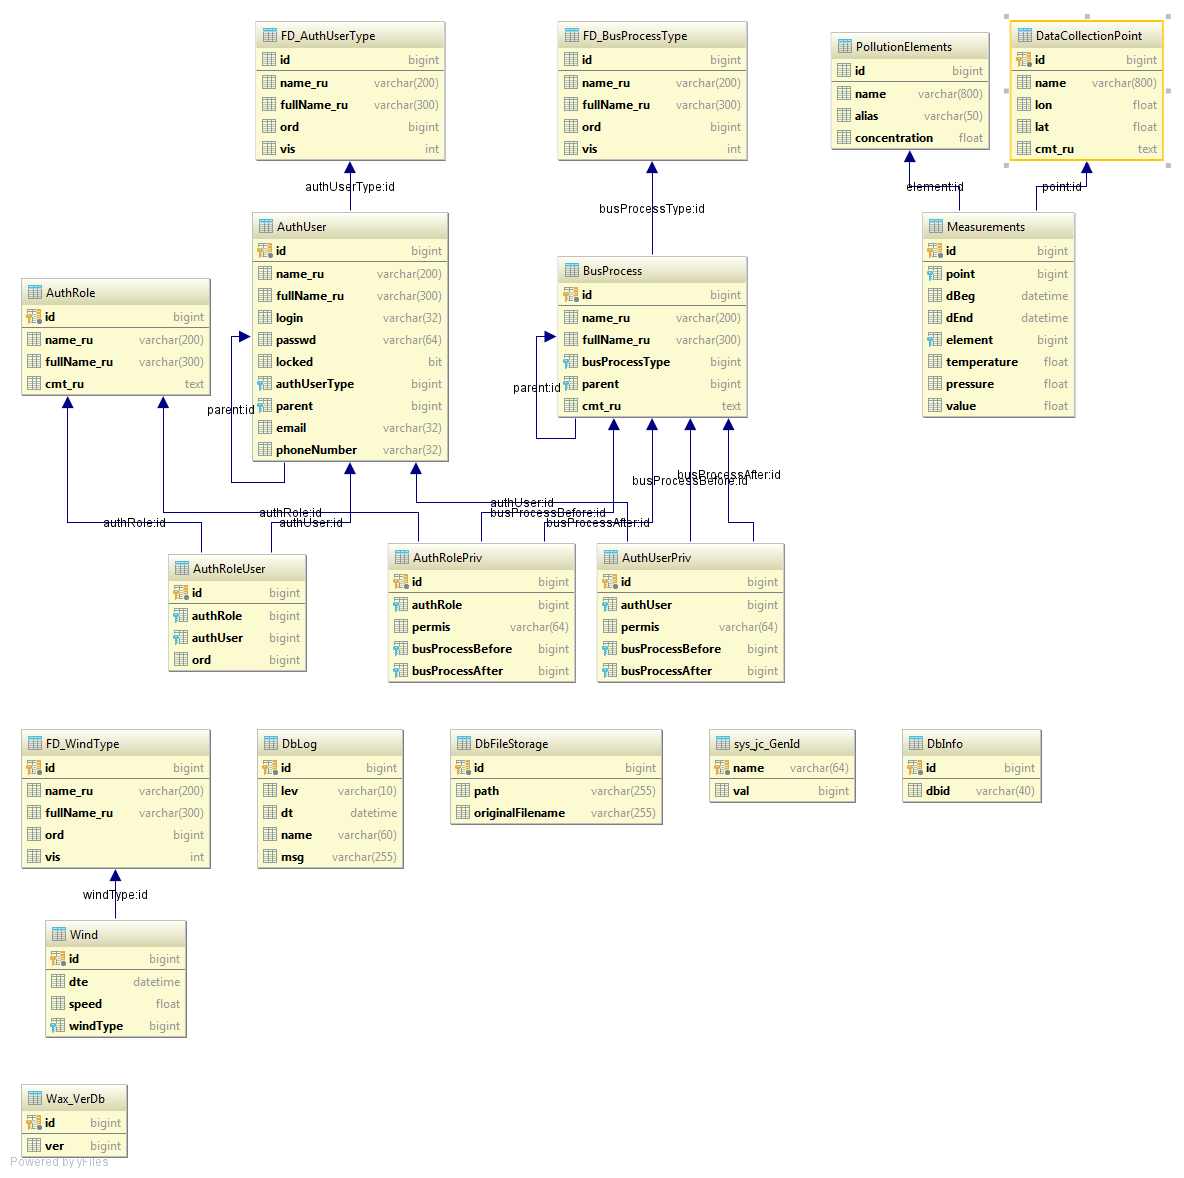 FD_AuthUserType
id bigint
name_ru varchar(200)
fullName_ru varchar(300)
ord bigint
vis int
FD_BusProcessType
id bigint
name_ru varchar(200)
fullName_ru varchar(300)
ord bigint
vis int
PollutionElements
id bigint
name varchar(800)
alias varchar(50)
concentration float
DataCollectionPoint
id bigint
name varchar(800)
lon float
lat float
cmt_ru text
authUserType:id
busProcessType:id
element:id
point:id
AuthUser
id bigint
name_ru varchar(200)
fullName_ru varchar(300)
login varchar(32)
passwd varchar(64)
locked bit
authUserType bigint
parent bigint
email varchar(32)
phoneNumber varchar(32)
parent:id
BusProcess
id bigint
name_ru varchar(200)
fullName_ru varchar(300)
busProcessType bigint
parent bigint
cmt_ru text
parent:id
Measurements
id bigint
point bigint
dBeg datetime
dEnd datetime
element bigint
temperature float
pressure float
value float
AuthRole
id bigint
name_ru varchar(200)
fullName_ru varchar(300)
cmt_ru text
busProcessAfter:id
busProcessBefore:id
authUser:id
authRole:id
busProcessBefore:id
authRole:id
authUser:id
busProcessAfter:id
AuthRoleUser
id bigint
authRole bigint
authUser bigint
ord bigint
AuthRolePriv
id bigint
authRole bigint
permis varchar(64)
busProcessBefore bigint
busProcessAfter bigint
AuthUserPriv
id bigint
authUser bigint
permis varchar(64)
busProcessBefore bigint
busProcessAfter bigint
FD_WindType
id bigint
name_ru varchar(200)
fullName_ru varchar(300)
ord bigint
vis int
DbLog
id bigint
lev varchar(10)
dt datetime
name varchar(60)
msg varchar(255)
DbFileStorage
id bigint
path varchar(255)
originalFilename varchar(255)
sys_jc_GenId
name varchar(64)
val bigint
DbInfo
id bigint
dbid varchar(40)
windType:id
Wind
id bigint
dte datetime
speed float
windType bigint
Wax_VerDb
id bigint
ver bigint
Powered by yFiles